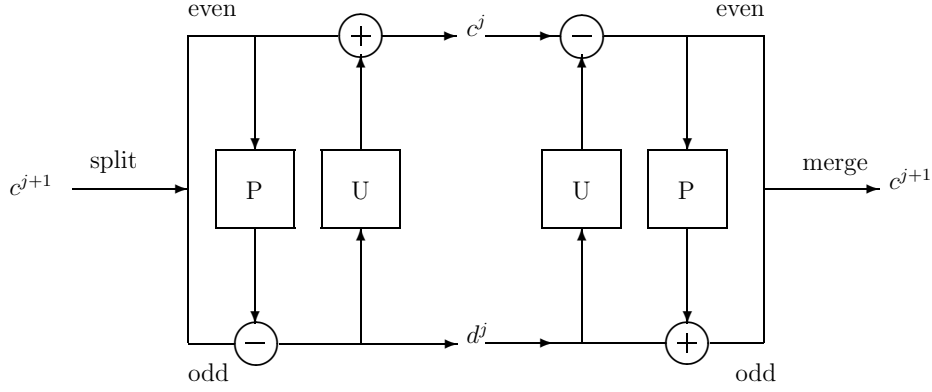 even
even
c^j
split
merge
c^{j+1}
P
U
U
P
c^{j+1}
d^j
odd
odd